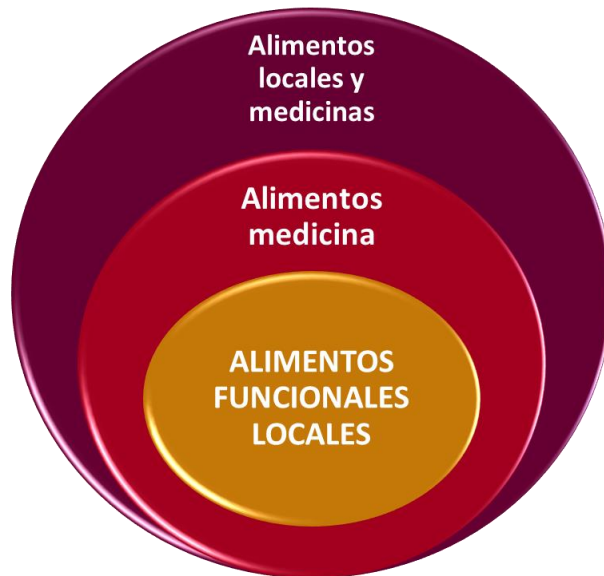 Alimentos
locales y
medicinas
Alimentos
medicina
ALIMENTOS
FUNCIONALES
LOCALES